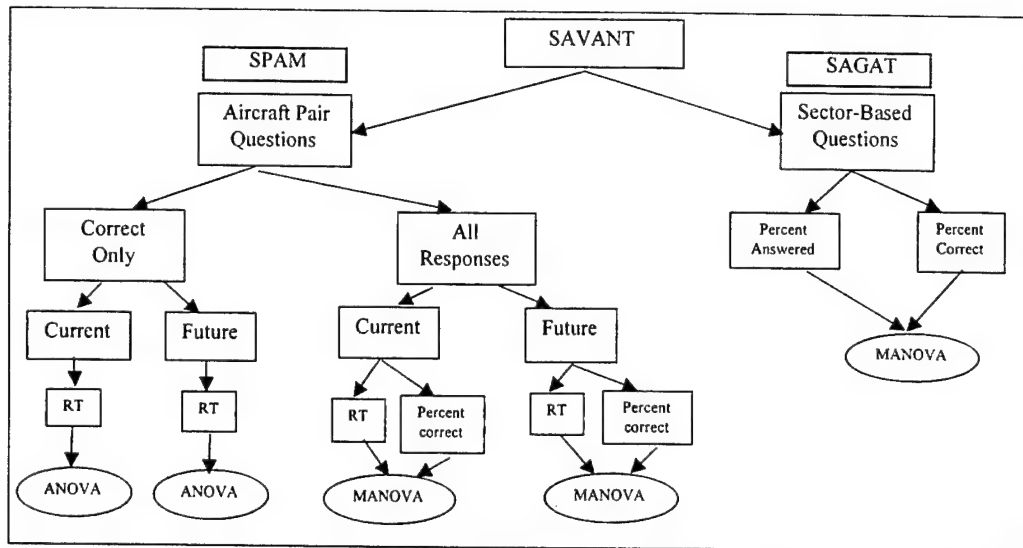 SAVANT
SPAM
SAGAT
Aircraft Pair
Questions
Sector-Based
Questions
Correct
Only
All
Responses
Percent
Answered
Percent
Correct
Current
Future
Current
Future
MANOVA
RT
RT
RT
Percent
correct
RT
Percent
correct
ANOVA
ANOVA
MANOVA
MANOVA